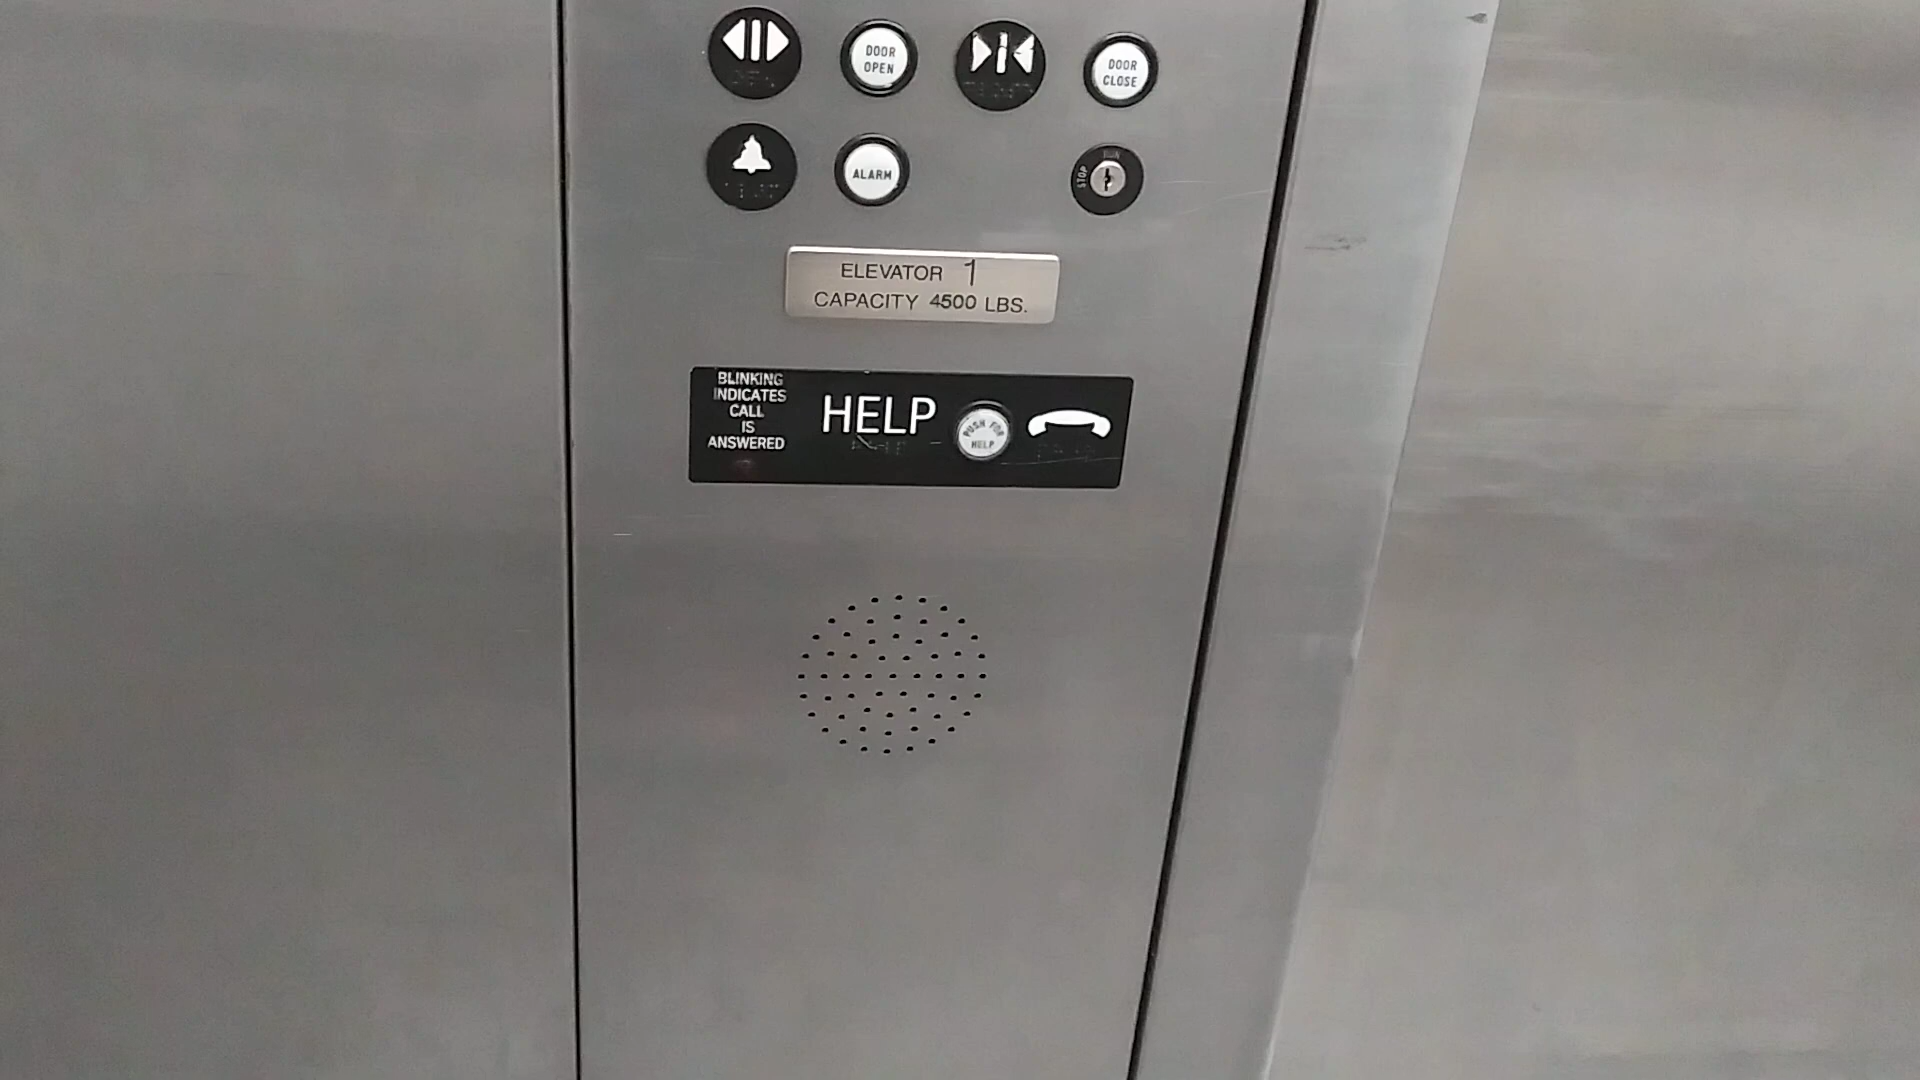 DOOR
OPEN
DOOR
CLOSE
ALARM
RUN
STOP
ELEVATOR 1
CAPACITY 4500 LBS.
BLINKING
INDICATES
CALL
IS
ANSWERED
HELP
PUSH FOR
HELP